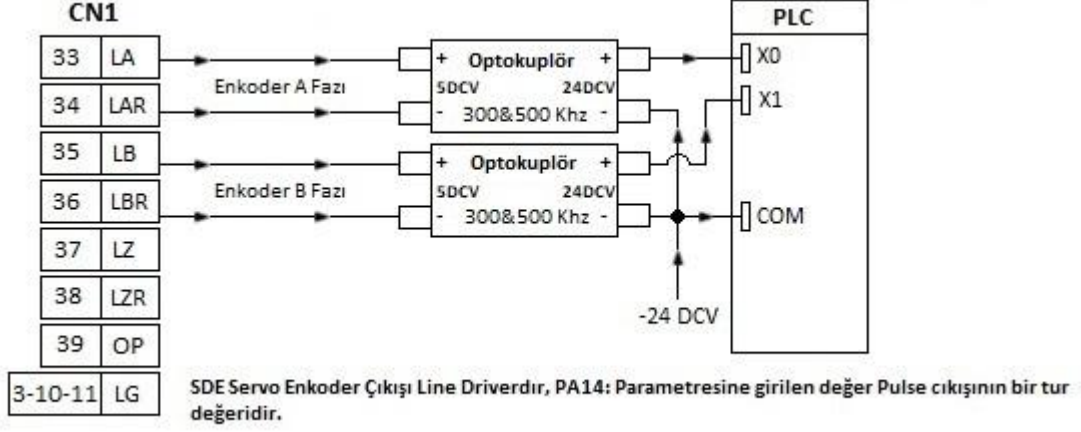 CN1
PLC
33 LA
34 LAR
35 LB
36 LBR
37 LZ
38 LZR
39 OP
3-10-11 LG
Enkoder A Fazı
Enkoder B Fazı
+ Optokuplör +
5DCV 24DCV
- 300&500 Khz -
+ Optokuplör +
5DCV 24DCV
- 300&500 Khz -
X0
X1
COM
-24 DCV
SDE Servo Enkoder Çıkışı Line Driverdır, PA14: Parametresine girilen değer Pulse cıkışının bir tur
değeridir.